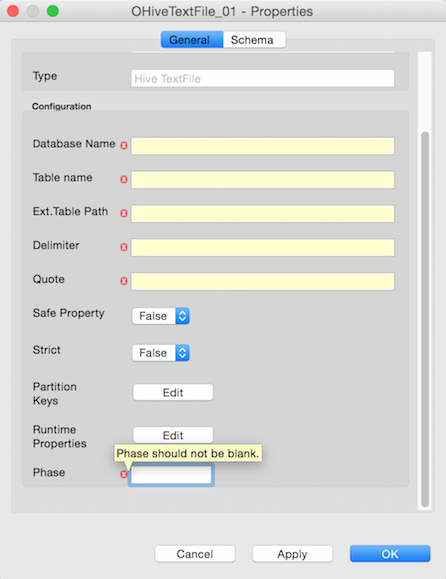 OHiveTextFile_01 - Properties
General Schema
Type Hive TextFile
Configuration
Database Name
Table name
Ext.Table Path
Delimiter
Quote
Safe Property False
Strict False
Partition
Keys
Edit
Runtime
Properties
Edit
Phase should not be blank.
Phase
Cancel Apply OK